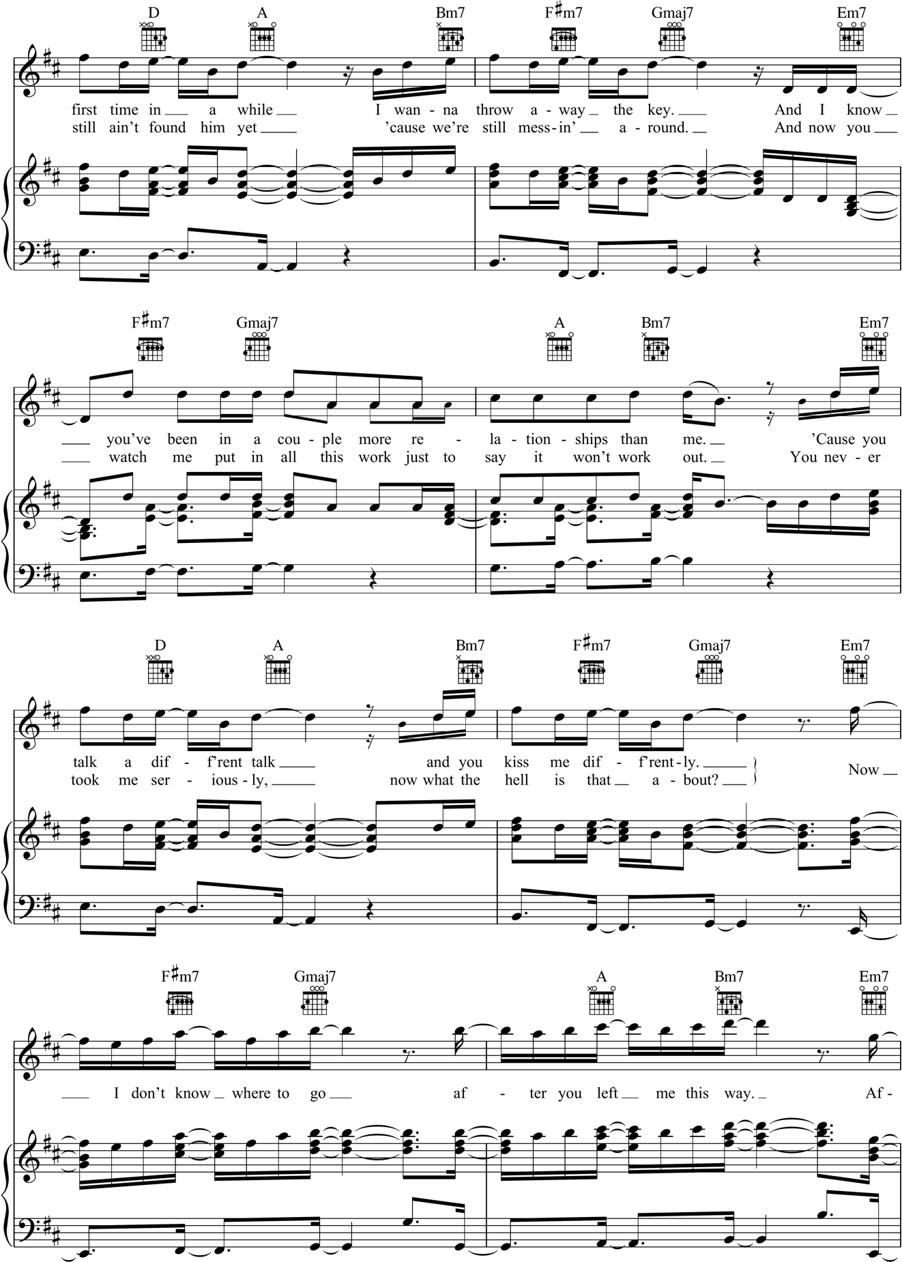 D A Bm7 F♯m7 Gmaj7 Em7
first time in a while I wan - na throw a - way the key. And I know
still ain't found him yet 'cause we're still mess - in' a - round. And now you
F♯m7 Gmaj7 A Bm7 Em7
you've been in a cou - ple more re - la - tion - ships than me. 'Cause you
watch me put in all this work just to say it won't work out. You nev - er
D A Bm7 F♯m7 Gmaj7 Em7
talk a dif - f'rent talk and you kiss me dif - f'rent - ly.
Now
took me ser - ious - ly, now what the hell is that a - bout?
F♯m7 Gmaj7 A Bm7 Em7
I don't know where to go af - ter you left me this way. Af -